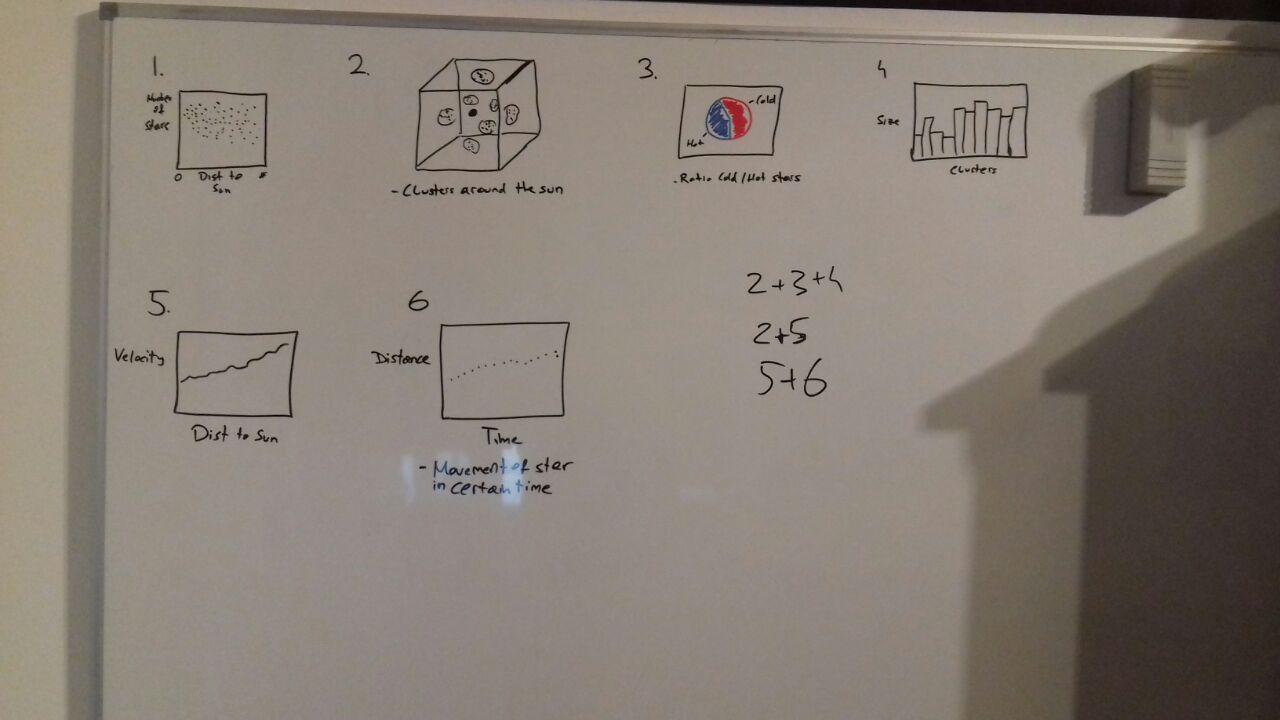 1.
Number
of
stars
0 Dist to
Sun
2.
- Clusters around the sun
3.
- Cold
Hot
- Ratio Cold/Hot stars
4
Size
Clusters
5.
Velocity
Dist to Sun
6
Distance
Time
- Movement of star
in certain time
2+3+4
2+5
5+6